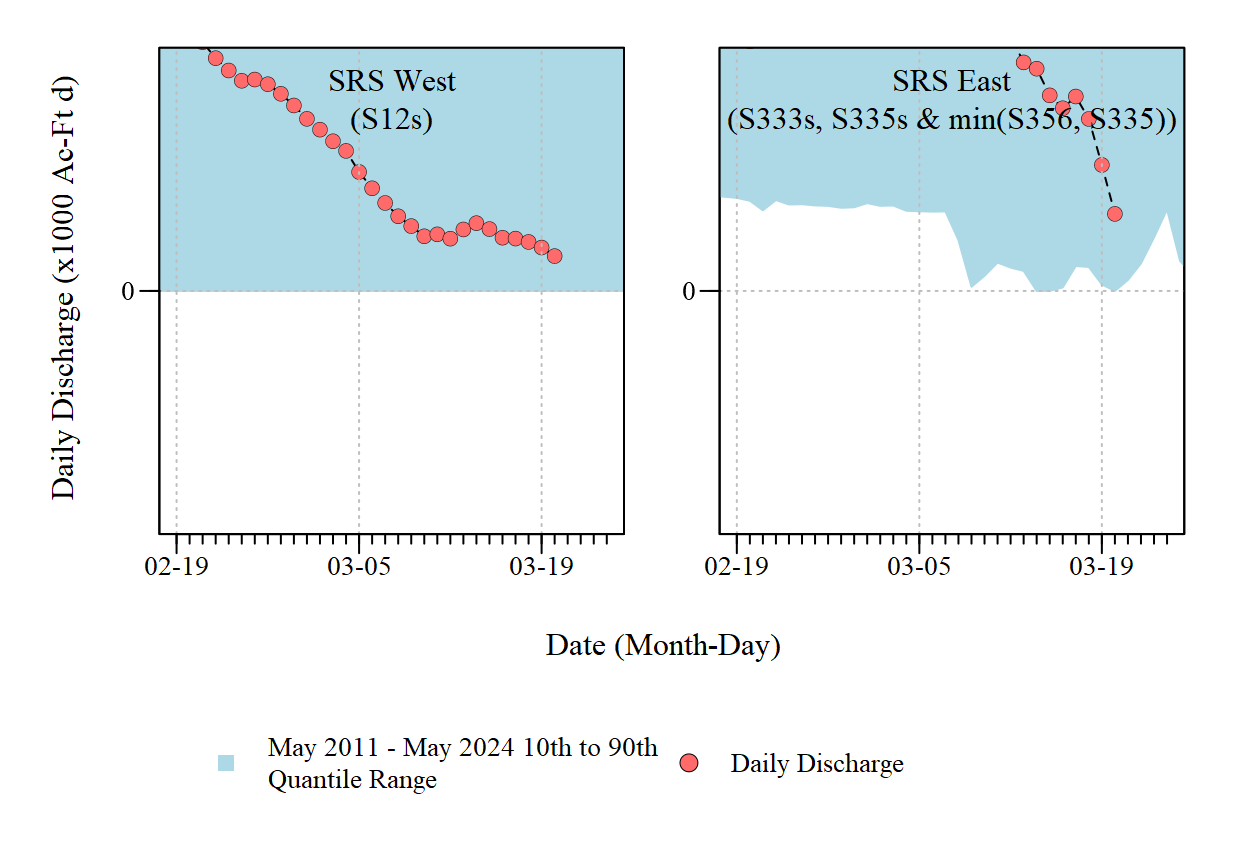 SRS West
(S12s)
SRS East
(S333s, S335s & min(S356, S335))
Daily Discharge (x1000 Ac-Ft d)
0
0
02-19
03-05
03-19
02-19
03-05
03-19
Date (Month-Day)
May 2011 - May 2024 10th to 90th
Quantile Range
Daily Discharge